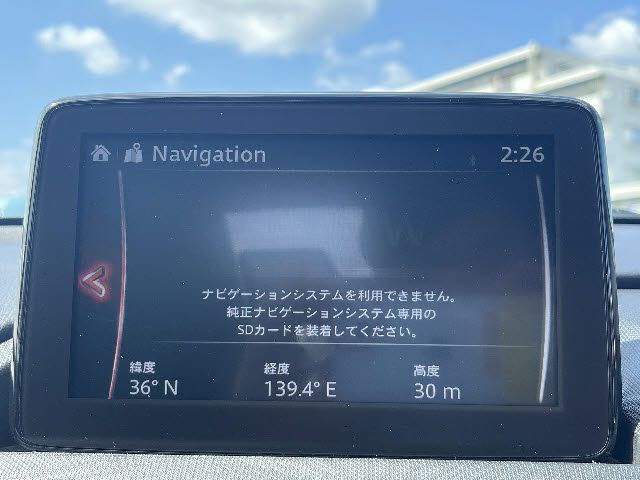 Navigation 2:26
ナビゲーションシステムを利用できません。
純正ナビゲーションシステム専用の
SDカードを装着してください。
緯度 経度 高度
36° N 139.4° E 30 m